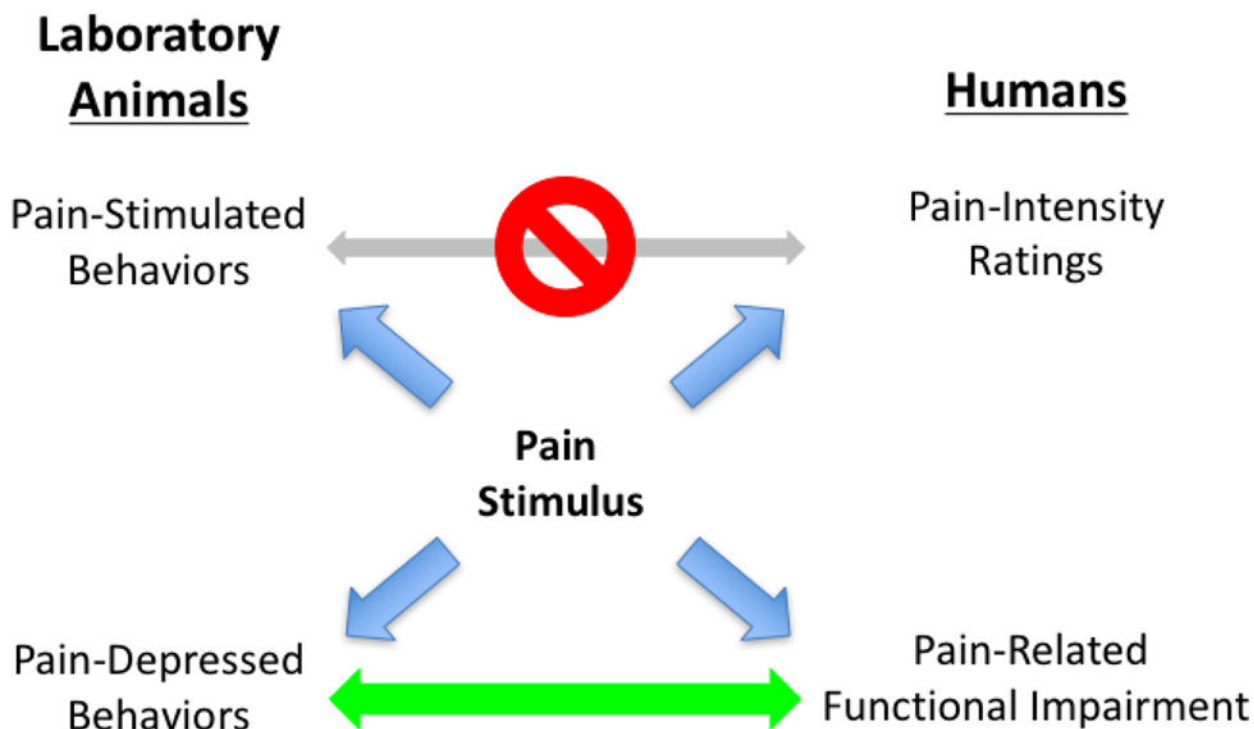 Laboratory
Animals
Humans
Pain-Stimulated
Behaviors
Pain-Intensity
Ratings
Pain
Stimulus
Pain-Depressed
Behaviors
Pain-Related
Functional Impairment